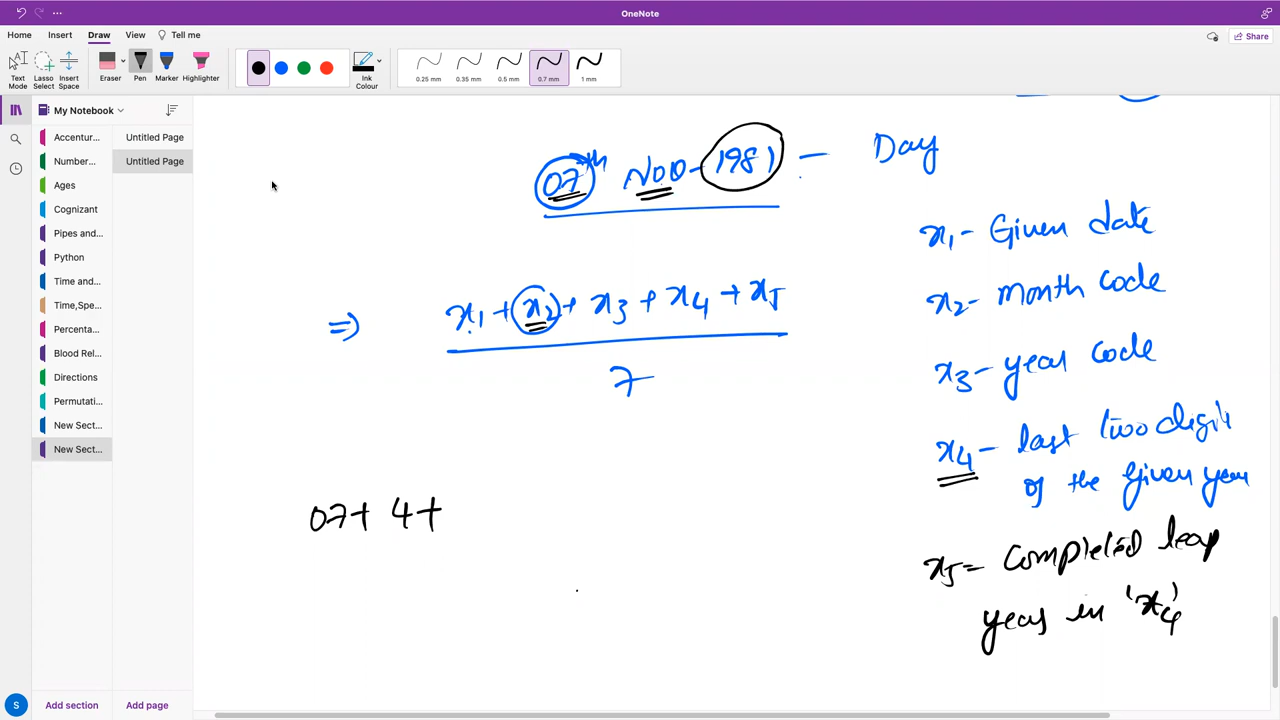 OneNote
Home Insert Draw View Tell me
Share
Eraser Pen Marker Highlighter
Text Mode
Lasso Select
Insert Space
Ink Colour
0.25 mm 0.35 mm 0.5 mm 0.7 mm 1 mm
My Notebook
Accentur... Untitled Page
Number... Untitled Page
Ages
Cognizant
Pipes and...
Python
Time and...
Time,Spe...
Percenta...
Blood Rel...
Directions
Permutati...
New Sect...
New Sect...
S Add section Add page
07th Nov - 1981 - Day
x1 - Given date
x2 - month code
⇒ x1 + x2 + x3 + x4 + x5
7
x3 - year code
x4 - last two digit
of the Given year
07+ 4+
x5 = Completed leap
years in 'x4'